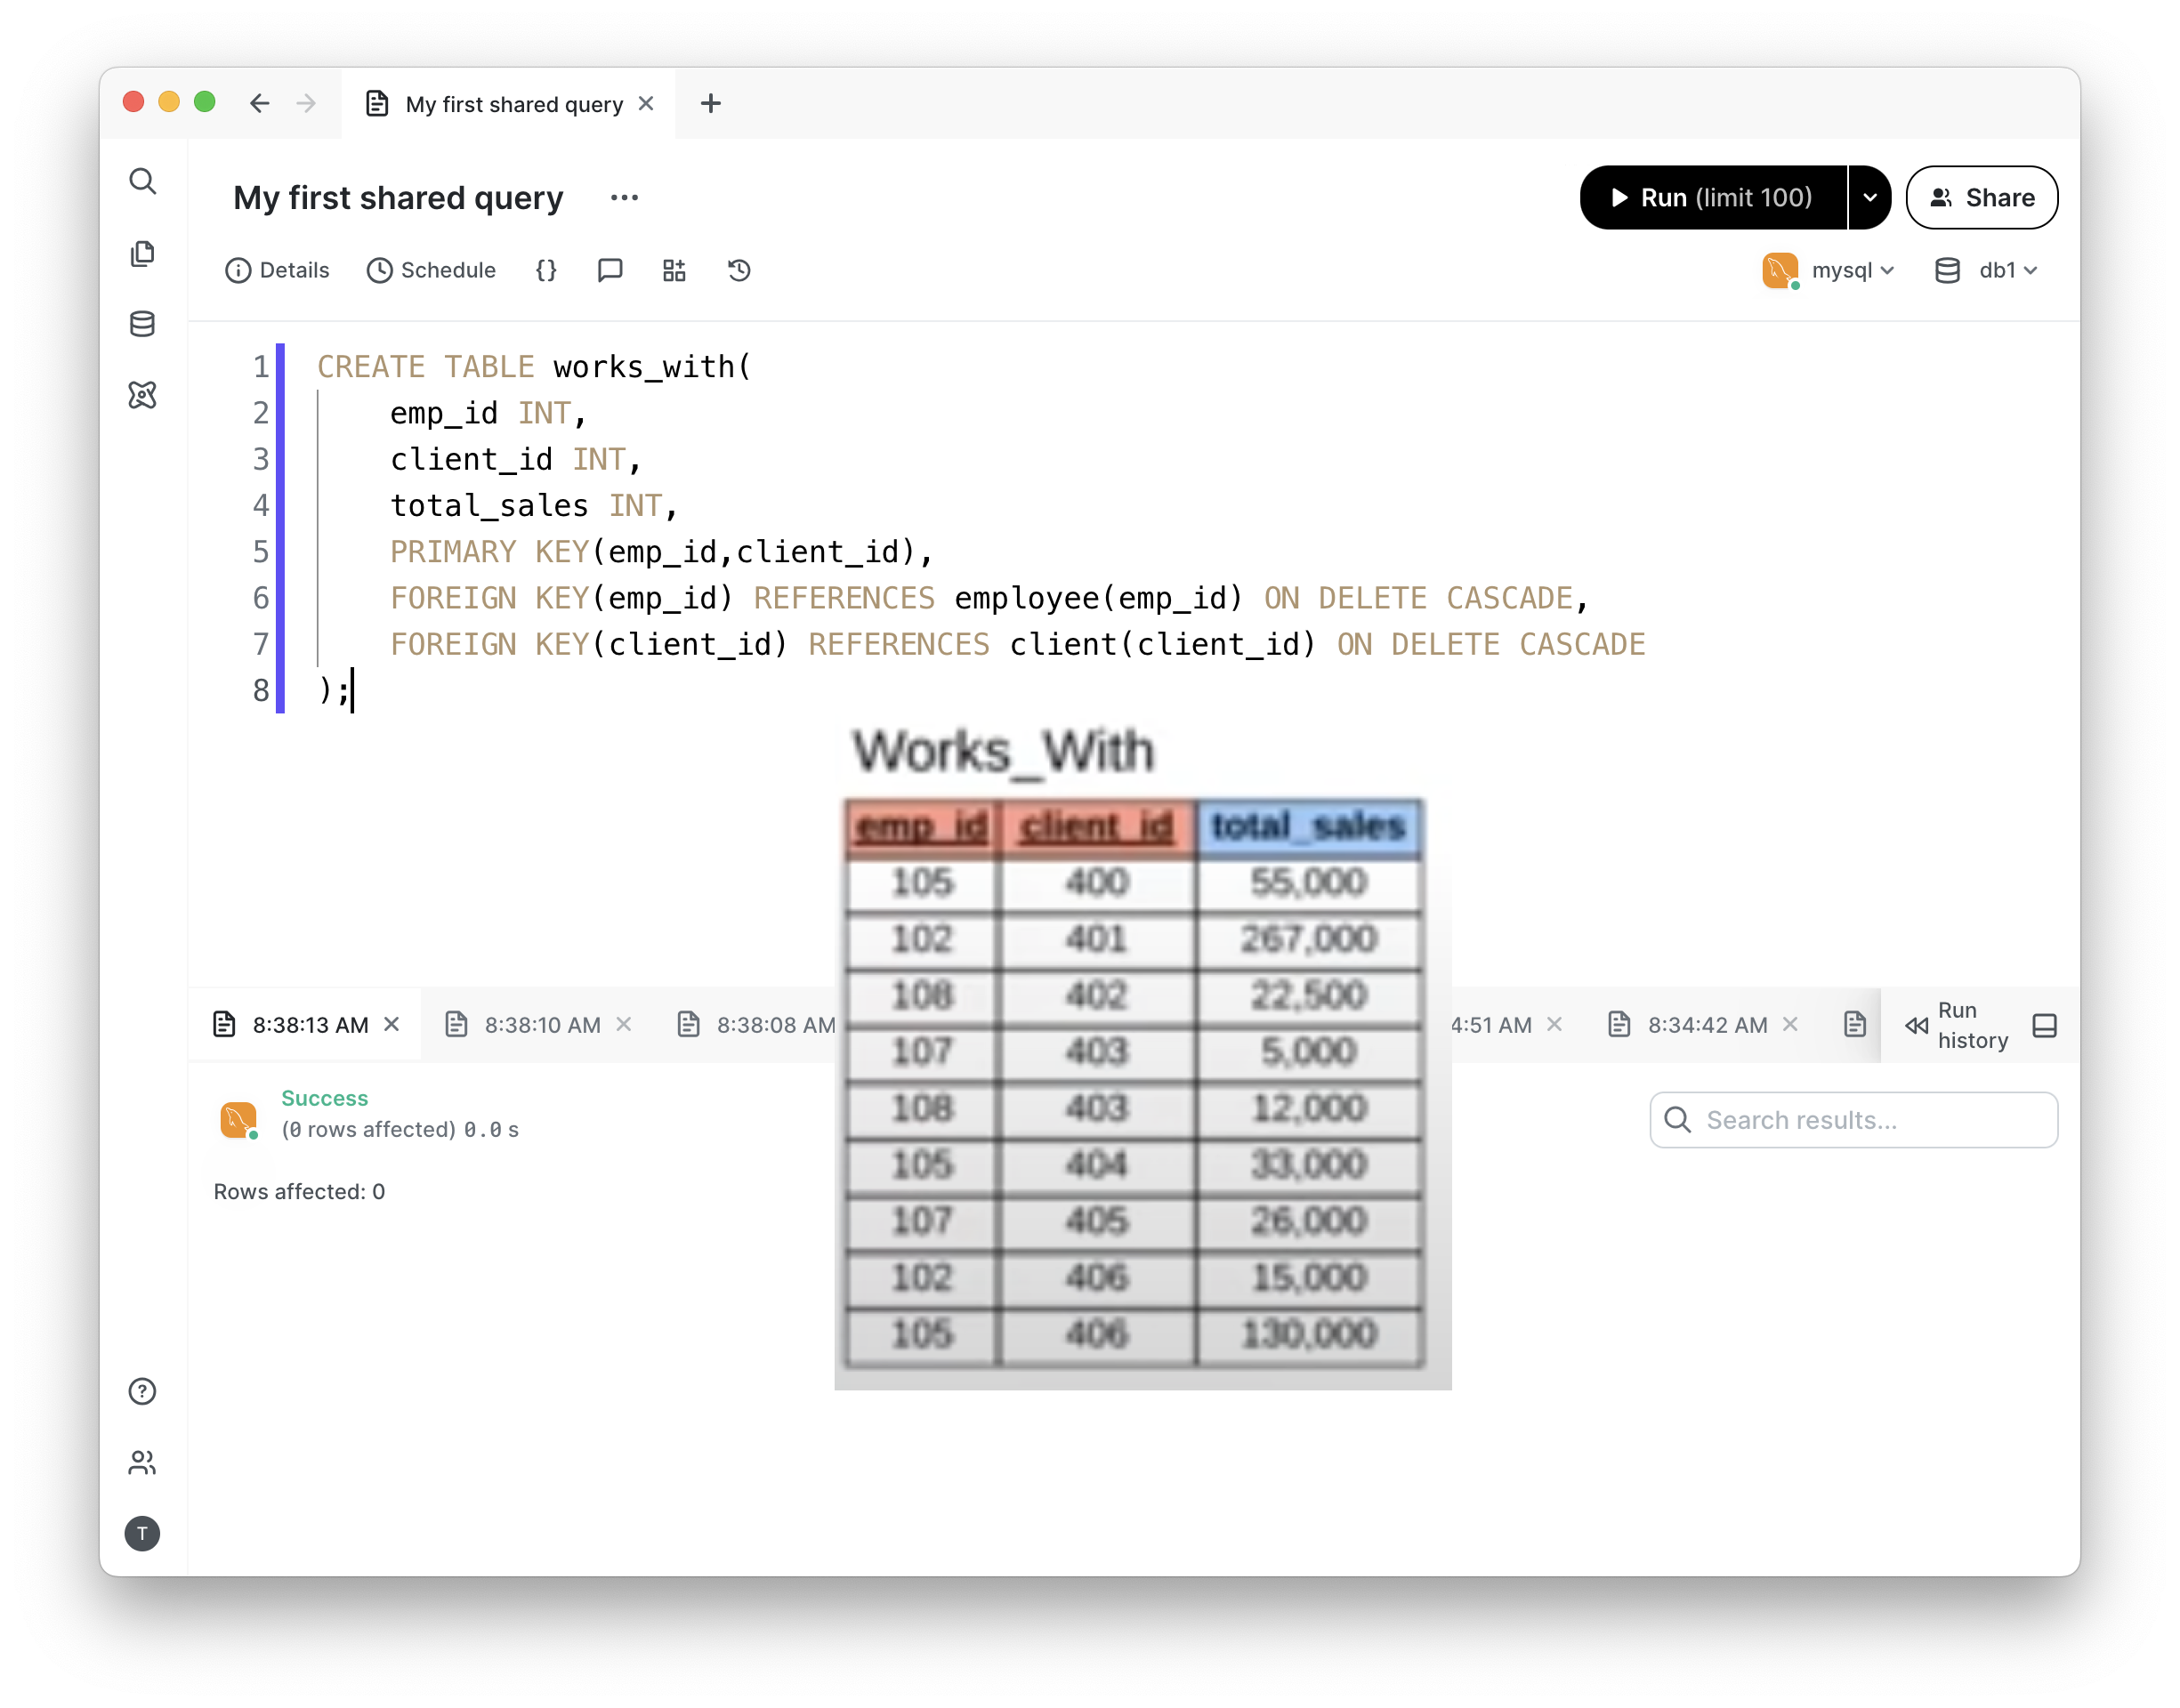 My first shared query
My first shared query
Run (limit 100)
Share
Details
Schedule
{}
mysql
db1
1 CREATE TABLE works_with(
2 emp_id INT,
3 client_id INT,
4 total_sales INT,
5 PRIMARY KEY(emp_id,client_id),
6 FOREIGN KEY(emp_id) REFERENCES employee(emp_id) ON DELETE CASCADE,
7 FOREIGN KEY(client_id) REFERENCES client(client_id) ON DELETE CASCADE
8 );
Works_With
emp_id client_id total_sales
105 400 55,000
102 401 267,000
108 402 22,500
107 403 5,000
108 403 12,000
105 404 33,000
107 405 26,000
102 406 15,000
105 406 130,000
8:38:13 AM
8:38:10 AM
8:38:08 AM
4:51 AM
8:34:42 AM
Run
history
Success
(0 rows affected) 0.0 s
Search results...
Rows affected: 0
T